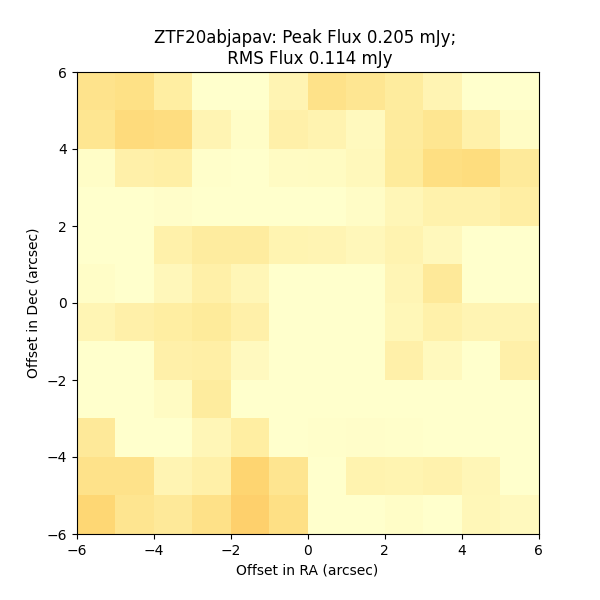 ZTF20abjapav: Peak Flux 0.205 mJy;
RMS Flux 0.114 mJy
6
4
2
0
−2
−4
−6
Offset in Dec (arcsec)
−6 −4 −2 0 2 4 6
Offset in RA (arcsec)